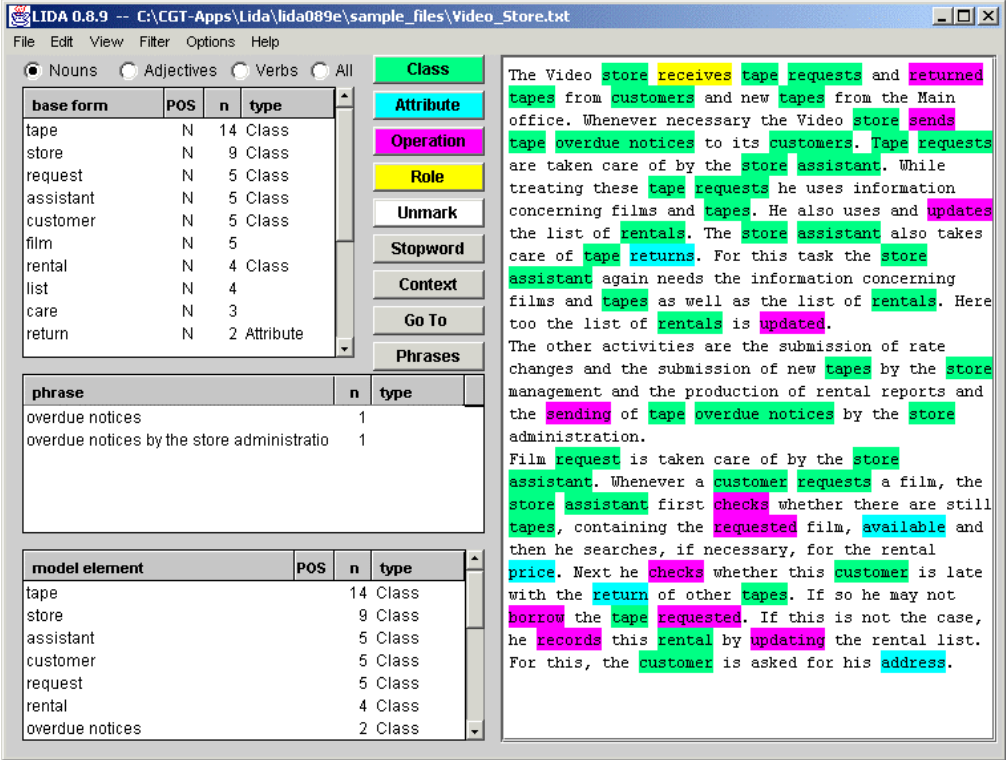 LIDA 0.8.9 -- C:\CGT-Apps\Lida\lida089e\sample_files\Video_Store.txt
File Edit View Filter Options Help
Nouns Adjectives Verbs All
base form POS n type
tape N 14 Class
store N 9 Class
request N 5 Class
assistant N 5 Class
customer N 5 Class
film N 5
rental N 4 Class
list N 4
care N 3
return N 2 Attribute
Class
Attribute
Operation
Role
Unmark
Stopword
Context
Go To
Phrases
phrase n type
overdue notices 1
overdue notices by the store administratio 1
model element POS n type
tape 14 Class
store 9 Class
assistant 5 Class
customer 5 Class
request 5 Class
rental 4 Class
overdue notices 2 Class
The Video store receives tape requests and returned
tapes from customers and new tapes from the Main
office. Whenever necessary the Video store sends
tape overdue notices to its customers. Tape requests
are taken care of by the store assistant. While
treating these tape requests he uses information
concerning films and tapes. He also uses and updates
the list of rentals. The store assistant also takes
care of tape returns. For this task the store
assistant again needs the information concerning
films and tapes as well as the list of rentals. Here
too the list of rentals is updated.
The other activities are the submission of rate
changes and the submission of new tapes by the store
management and the production of rental reports and
the sending of tape overdue notices by the store
administration.
Film request is taken care of by the store
assistant. Whenever a customer requests a film, the
store assistant first checks whether there are still
tapes, containing the requested film, available and
then he searches, if necessary, for the rental
price. Next he checks whether this customer is late
with the return of other tapes. If so he may not
borrow the tape requested. If this is not the case,
he records this rental by updating the rental list.
For this, the customer is asked for his address.